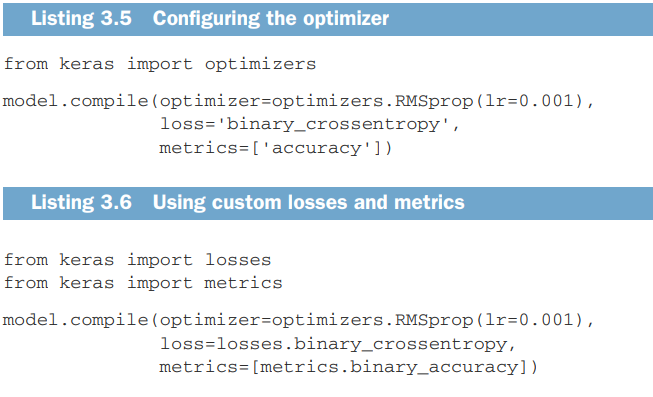 Listing 3.5 Configuring the optimizer
from keras import optimizers
model.compile(optimizer=optimizers.RMSprop(lr=0.001),
loss='binary_crossentropy',
metrics=['accuracy'])
Listing 3.6 Using custom losses and metrics
from keras import losses
from keras import metrics
model.compile(optimizer=optimizers.RMSprop(lr=0.001),
loss=losses.binary_crossentropy,
metrics=[metrics.binary_accuracy])